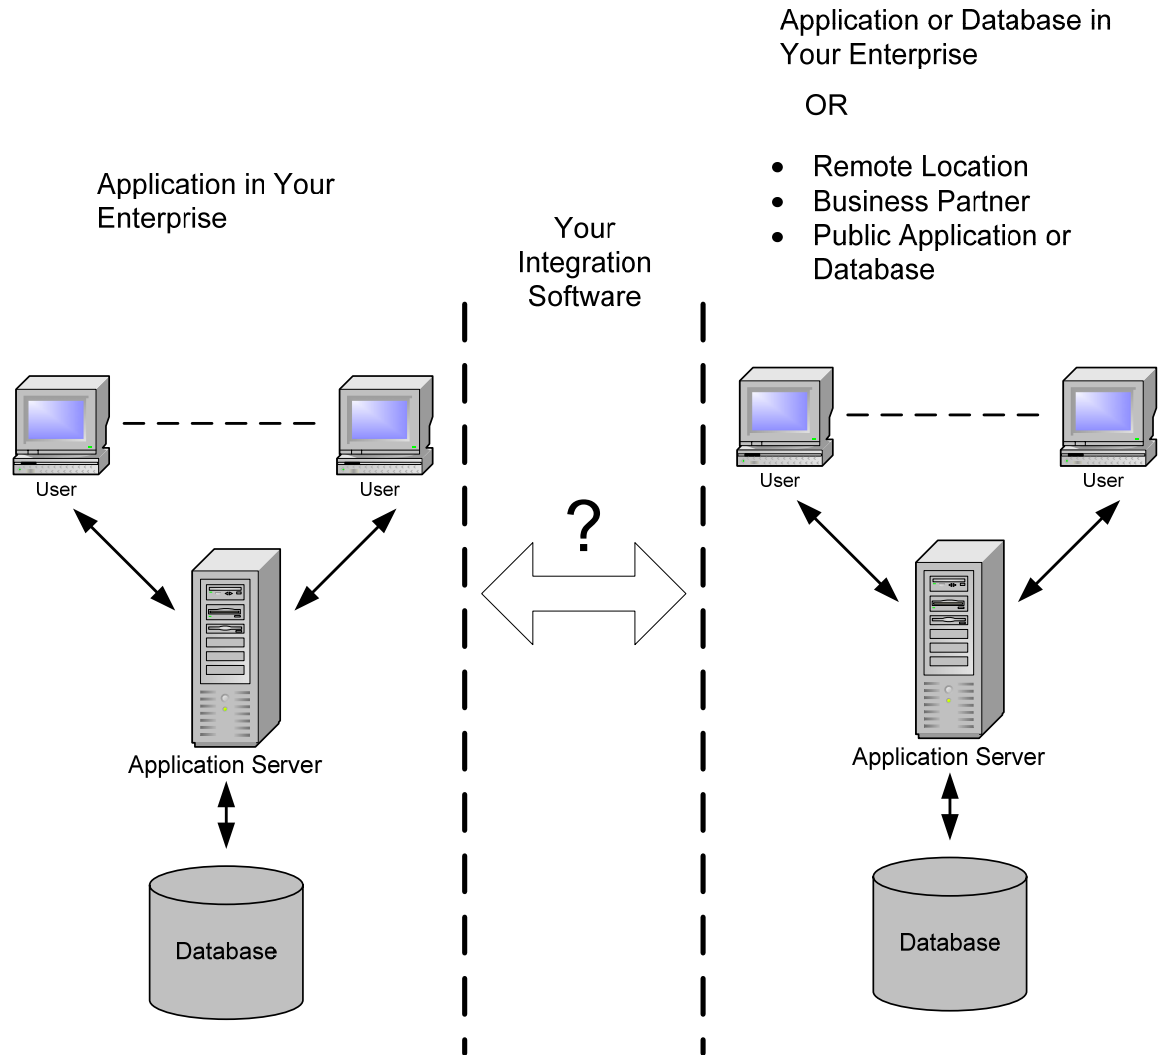 Application or Database in
Your Enterprise
OR
• Remote Location
• Business Partner
• Public Application or
Database
Application in Your
Enterprise
Your
Integration
Software
User
User
User
User
?
Application Server
Application Server
Database
Database